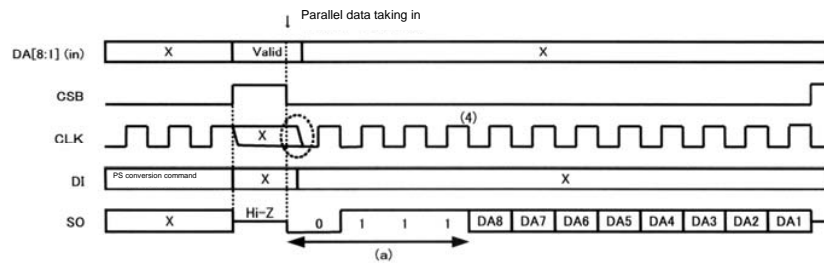 Parallel data taking in
DA[8:1] (in) X Valid X
CSB
(4)
CLK X
DI PS conversion command X X
SO X Hi-Z 0 1 1 1 DA8 DA7 DA6 DA5 DA4 DA3 DA2 DA1
(a)